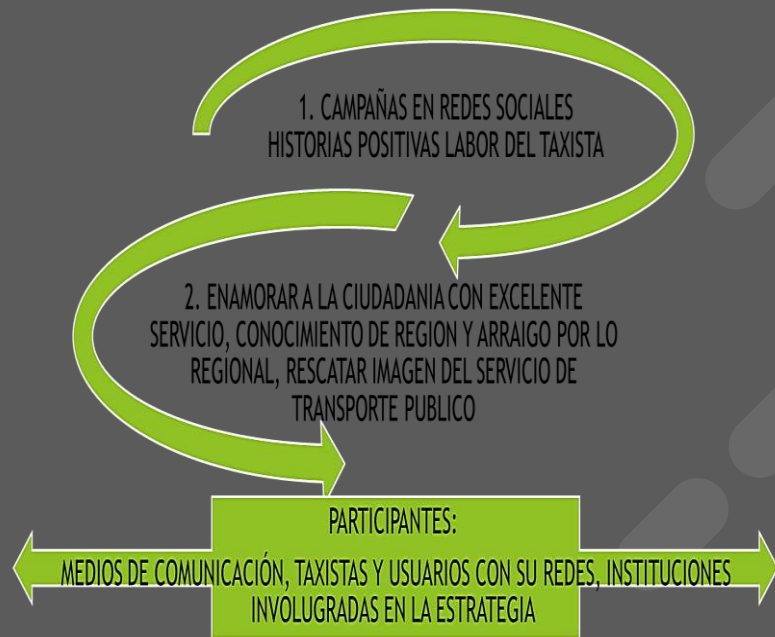 1. CAMPAÑAS EN REDES SOCIALES
HISTORIAS POSITIVAS LABOR DEL TAXISTA
2. ENAMORAR A LA CIUDADANIA CON EXCELENTE
SERVICIO, CONOCIMIENTO DE REGION Y ARRAIGO POR LO
REGIONAL, RESCATAR IMAGEN DEL SERVICIO DE
TRANSPORTE PUBLICO
PARTICIPANTES:
MEDIOS DE COMUNICACIÓN, TAXISTAS Y USUARIOS CON SU REDES, INSTITUCIONES
INVOLUGRADAS EN LA ESTRATEGIA